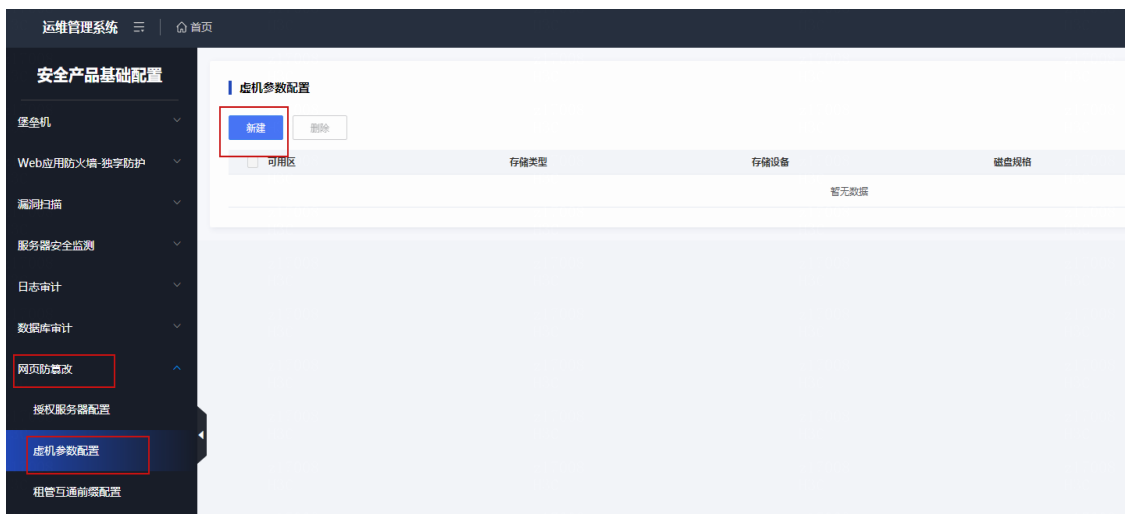 运维管理系统 首页
安全产品基础配置
堡垒机
Web应用防火墙-独享防护
漏洞扫描
服务器安全监测
日志审计
数据库审计
网页防篡改
授权服务器配置
虚机参数配置
租管互通前缀配置
虚机参数配置
新建 删除
可用区 存储类型 存储设备 磁盘规格
暂无数据